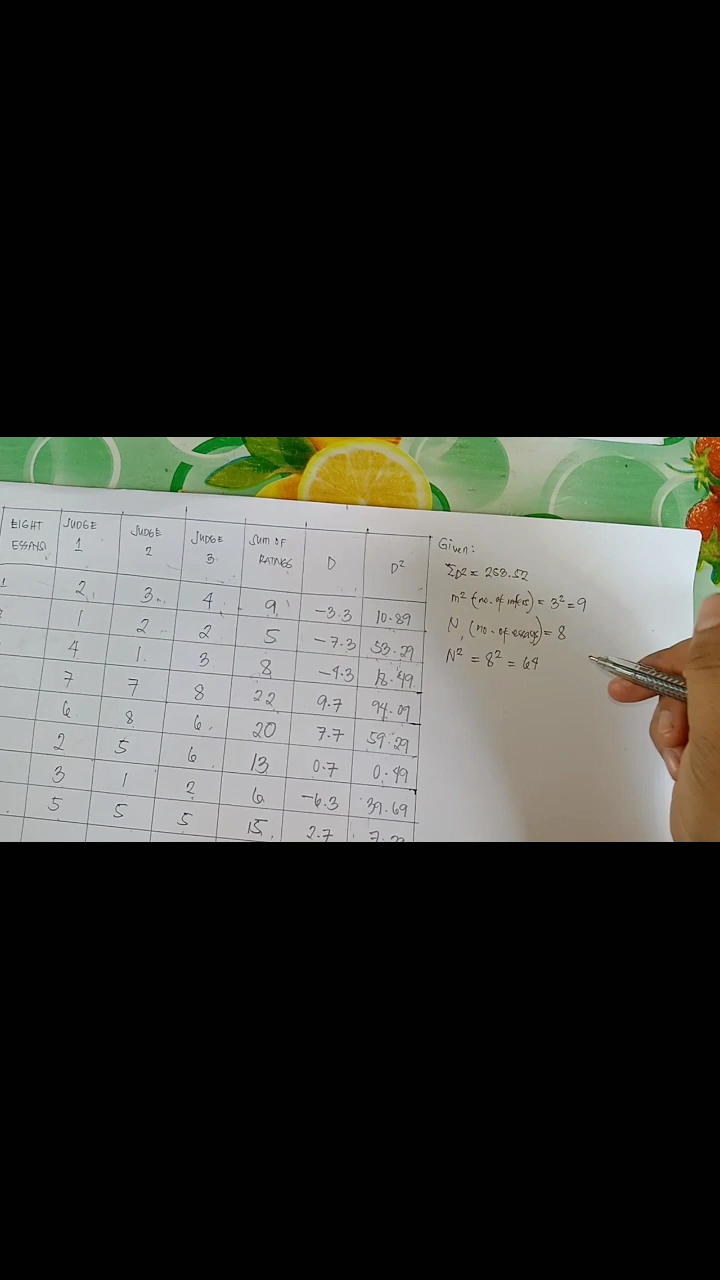 EIGHT ESSAYS JUDGE 1 JUDGE 2 JUDGE 3 SUM OF RATINGS D D²
1 2 3 4 9 -3.3 10.89
1 2 2 5 -7.3 53.29
4 1 3 8 -4.3 18.49
7 7 8 22 9.7 94.09
6 8 6 20 7.7 59.29
2 5 6 13 0.7 0.49
3 1 2 6 -6.3 39.69
5 5 5 15 2.7
Given:
ΣD² = 268.52
m² (no. of raters) = 3² = 9
N, (no. of essays) = 8
N² = 8² = 64